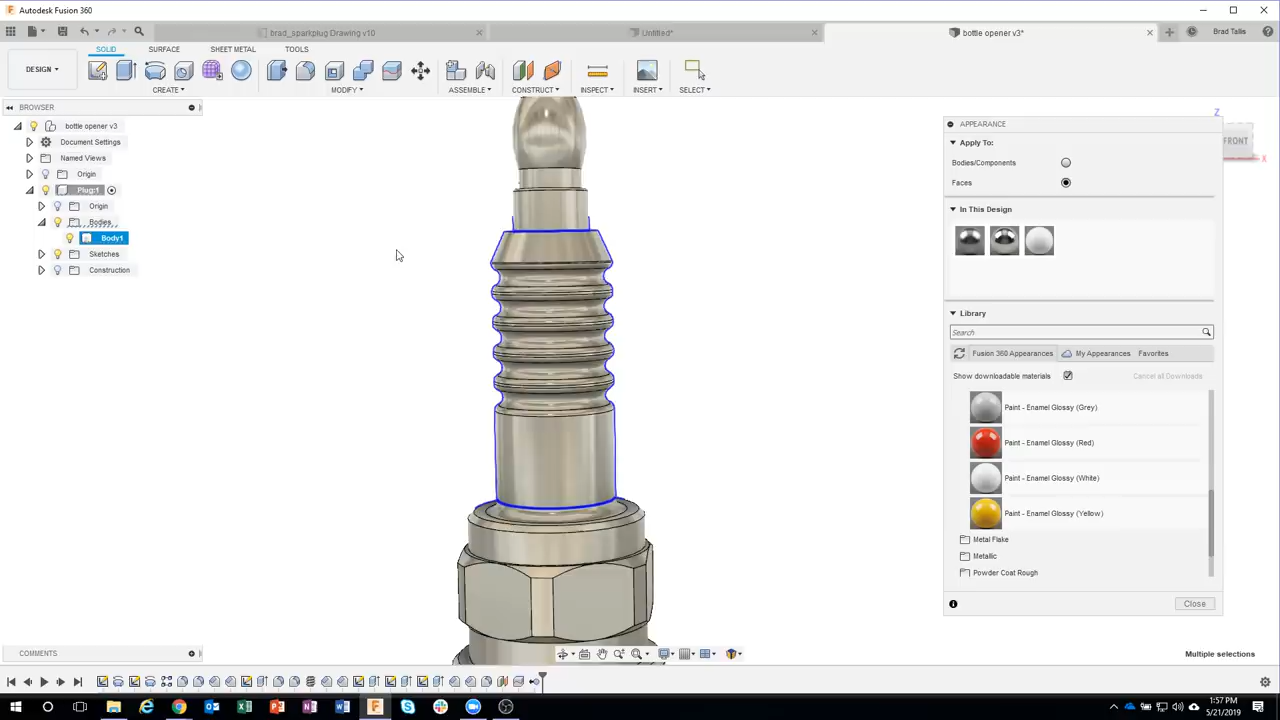 Autodesk Fusion 360
brad_sparkplug Drawing v10
Untitled*
bottle opener v3*
Brad Tallis
SOLID
SURFACE
SHEET METAL
TOOLS
DESIGN
CREATE
MODIFY
ASSEMBLE
CONSTRUCT
INSPECT
INSERT
SELECT
BROWSER
bottle opener v3
Document Settings
Named Views
Origin
Plug:1
Origin
Bodies
Body1
Sketches
Construction
Z
FRONT
X
APPEARANCE
Apply To:
Bodies/Components
Faces
In This Design
Library
Search
Fusion 360 Appearances
My Appearances
Favorites
Show downloadable materials
Cancel all Downloads
Paint - Enamel Glossy (Grey)
Paint - Enamel Glossy (Red)
Paint - Enamel Glossy (White)
Paint - Enamel Glossy (Yellow)
Metal Flake
Metallic
Powder Coat Rough
Close
COMMENTS
Multiple selections
1:57 PM
5/21/2019